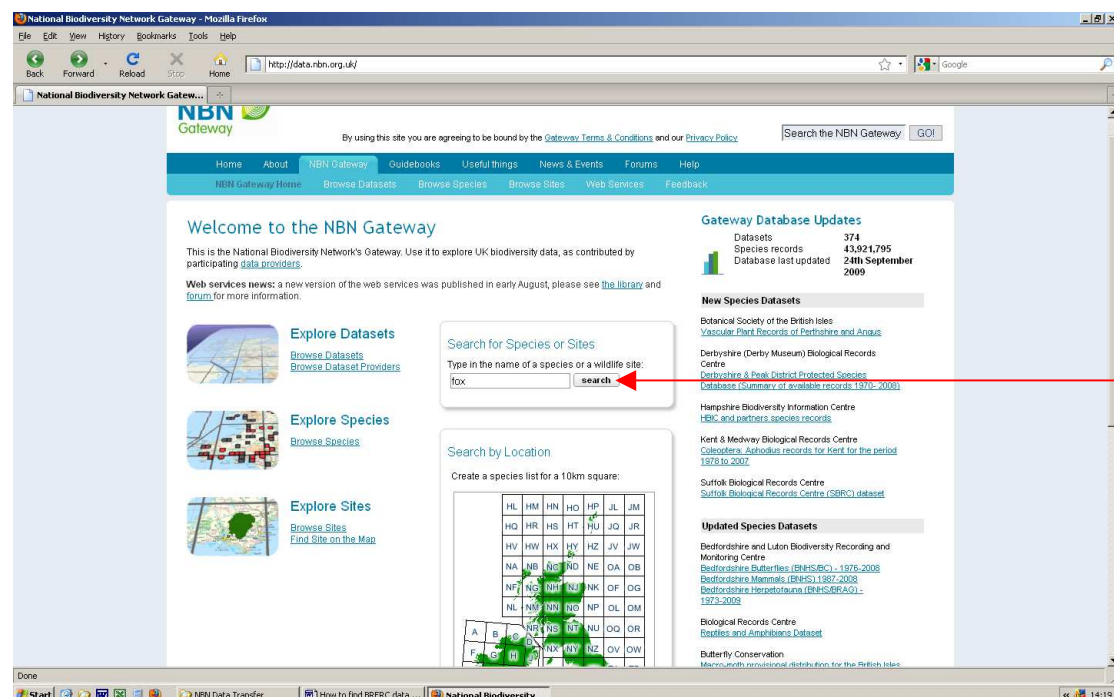 National Biodiversity Network Gateway - Mozilla Firefox
File Edit View History Bookmarks Tools Help
Back Forward Reload Stop Home
http://data.nbn.org.uk/
Google
National Biodiversity Network Gatew...
NBN
Gateway
By using this site you are agreeing to be bound by the Gateway Terms & Conditions and our Privacy Policy
Search the NBN Gateway GO!
Home About NBN Gateway Guidebooks Useful things News & Events Forums Help
NBN Gateway Home Browse Datasets Browse Species Browse Sites Web Services Feedback
Welcome to the NBN Gateway
This is the National Biodiversity Network's Gateway. Use it to explore UK biodiversity data, as contributed by
participating data providers.
Web services news: a new version of the web services was published in early August, please see the library and
forum for more information.
Explore Datasets
Browse Datasets
Browse Dataset Providers
Explore Species
Browse Species
Explore Sites
Browse Sites
Find Site on the Map
Search for Species or Sites
Type in the name of a species or a wildlife site:
fox search
Search by Location
Create a species list for a 10km square:
HL HM HN HO HP JL JM
HQ HR HS HT HU JQ JR
HV HW HX HY HZ JV JW
NA NB NC ND NE OA OB
NF NG NH NJ NK OF OG
NL NM NN NO NP OL OM
A B C D NR NS NT NU OQ OR
F G H NX NY NZ OV OW
Gateway Database Updates
Datasets 374
Species records 43,921,795
Database last updated 24th September
2009
New Species Datasets
Botanical Society of the British Isles
Vascular Plant Records of Perthshire and Angus
Derbyshire (Derby Museum) Biological Records
Centre
Derbyshire & Peak District Protected Species
Database (Summary of available records 1970- 2008)
Hampshire Biodiversity Information Centre
HBIC and partners species records
Kent & Medway Biological Records Centre
Coleoptera: Aphodius records for Kent for the period
1978 to 2007
Suffolk Biological Records Centre
Suffolk Biological Records Centre (SBRC) dataset
Updated Species Datasets
Bedfordshire and Luton Biodiversity Recording and
Monitoring Centre
Bedfordshire Butterflies (BNHS/BC) - 1976-2008
Bedfordshire Mammals (BNHS) 1987-2008
Bedfordshire Herpetofauna (BNHS/BRAG) -
1973-2009
Biological Records Centre
Reptiles and Amphibians Dataset
Butterfly Conservation
Macro-moth provisional distribution for the British Isles
Done
Start NBN Data Transfer How to find BRERC data ... National Biodiversity ... 14:19